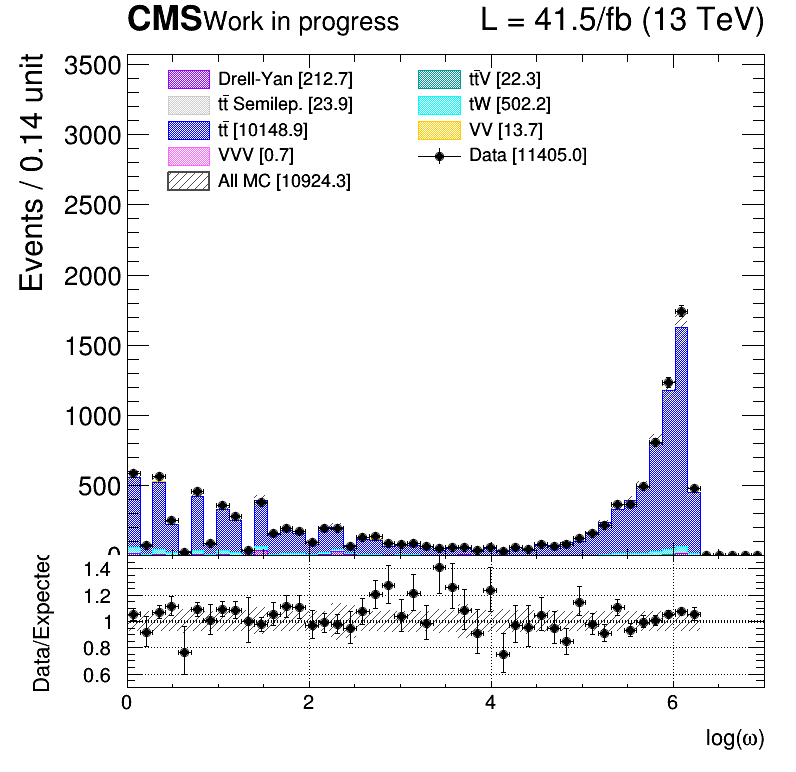 CMS Work in progress L = 41.5/fb (13 TeV)
Events / 0.14 unit
3500
3000
2500
2000
1500
1000
500
0
Drell-Yan [212.7]
tt̄ Semilep. [23.9]
tt̄ [10148.9]
VVV [0.7]
All MC [10924.3]
tt̄V [22.3]
tW [502.2]
VV [13.7]
Data [11405.0]
Data/Expected
1.4
1.2
1
0.8
0.6
0 2 4 6
log(ω)